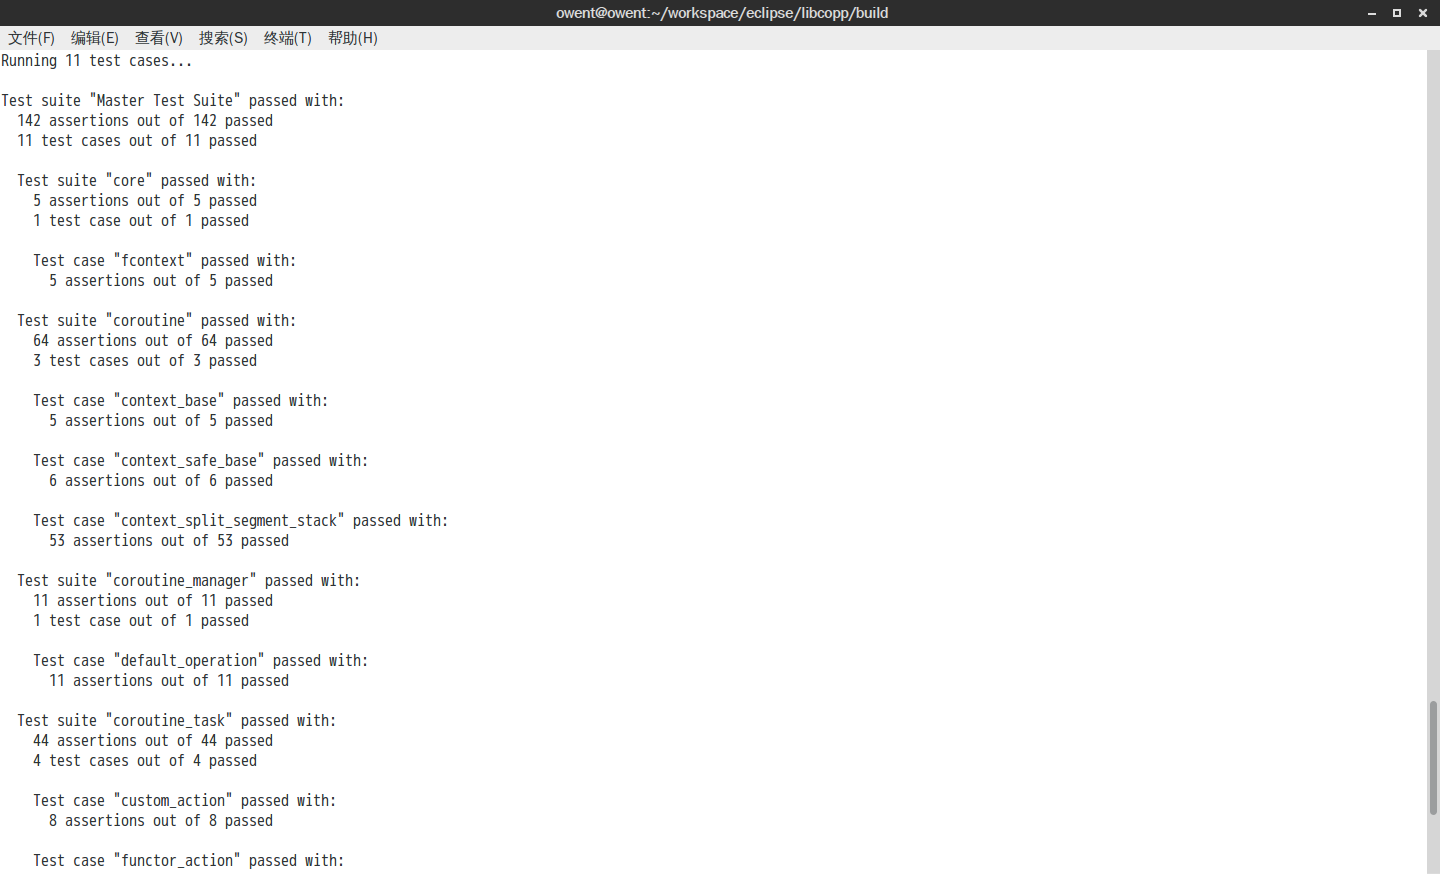 owent@owent:~/workspace/eclipse/libcopp/build
文件(F) 编辑(E) 查看(V) 搜索(S) 终端(T) 帮助(H)
Running 11 test cases...
Test suite "Master Test Suite" passed with:
142 assertions out of 142 passed
11 test cases out of 11 passed
Test suite "core" passed with:
5 assertions out of 5 passed
1 test case out of 1 passed
Test case "fcontext" passed with:
5 assertions out of 5 passed
Test suite "coroutine" passed with:
64 assertions out of 64 passed
3 test cases out of 3 passed
Test case "context_base" passed with:
5 assertions out of 5 passed
Test case "context_safe_base" passed with:
6 assertions out of 6 passed
Test case "context_split_segment_stack" passed with:
53 assertions out of 53 passed
Test suite "coroutine_manager" passed with:
11 assertions out of 11 passed
1 test case out of 1 passed
Test case "default_operation" passed with:
11 assertions out of 11 passed
Test suite "coroutine_task" passed with:
44 assertions out of 44 passed
4 test cases out of 4 passed
Test case "custom_action" passed with:
8 assertions out of 8 passed
Test case "functor_action" passed with: